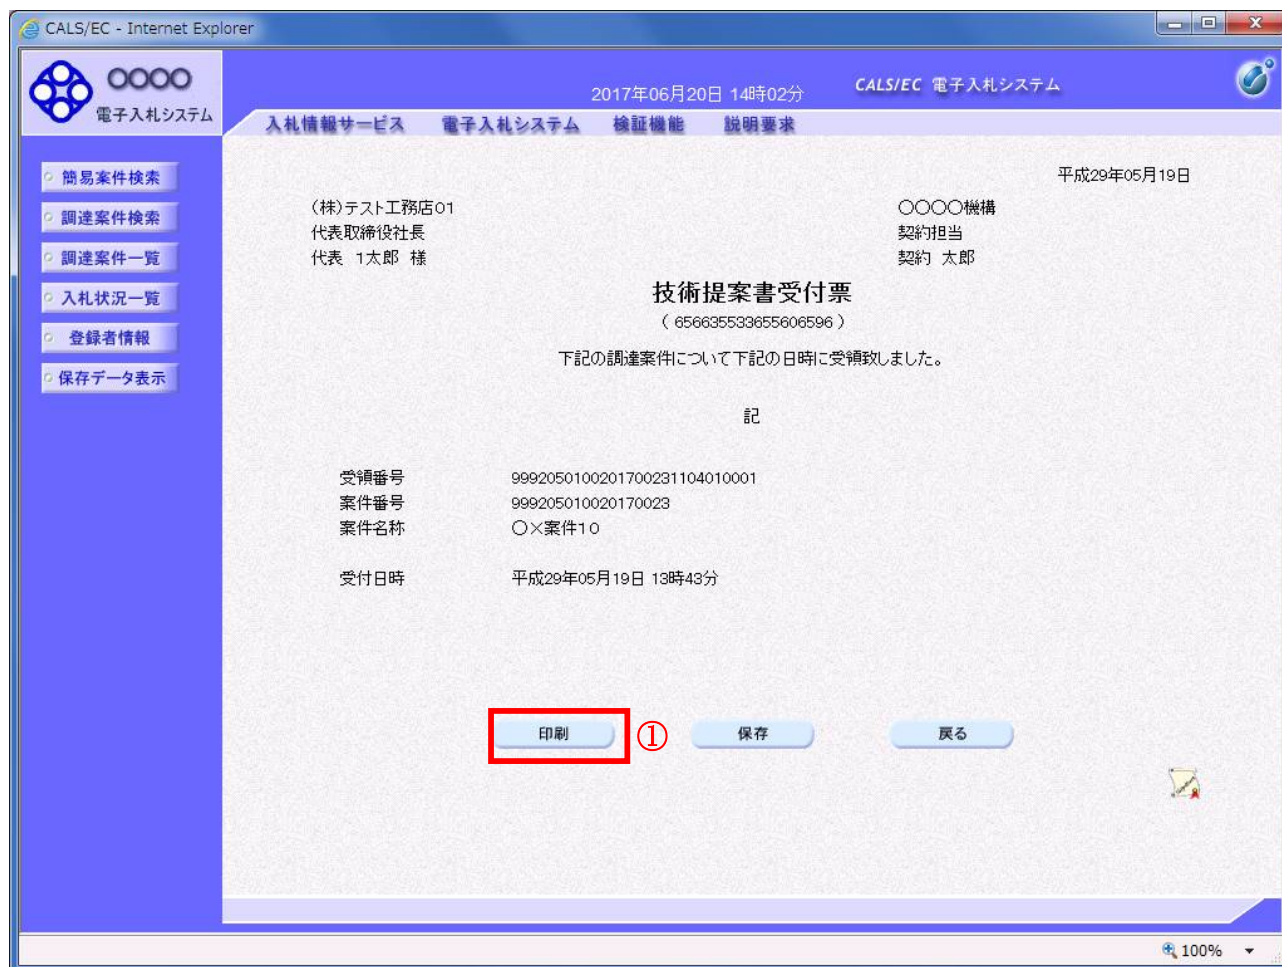 CALS/EC - Internet Explorer
〇〇〇〇
電子入札システム
2017年06月20日 14時02分
CALS/EC 電子入札システム
入札情報サービス 電子入札システム 検証機能 説明要求
簡易案件検索
調達案件検索
調達案件一覧
入札状況一覧
登録者情報
保存データ表示
平成29年05月19日
(株)テスト工務店01
代表取締役社長
代表 1太郎 様
〇〇〇〇機構
契約担当
契約 太郎
技術提案書受付票
( 656635533655606596 )
下記の調達案件について下記の日時に受領致しました。
記
受領番号 9992050100201700231104010001
案件番号 999205010020170023
案件名称 〇×案件10
受付日時 平成29年05月19日 13時43分
印刷 ① 保存 戻る
100%